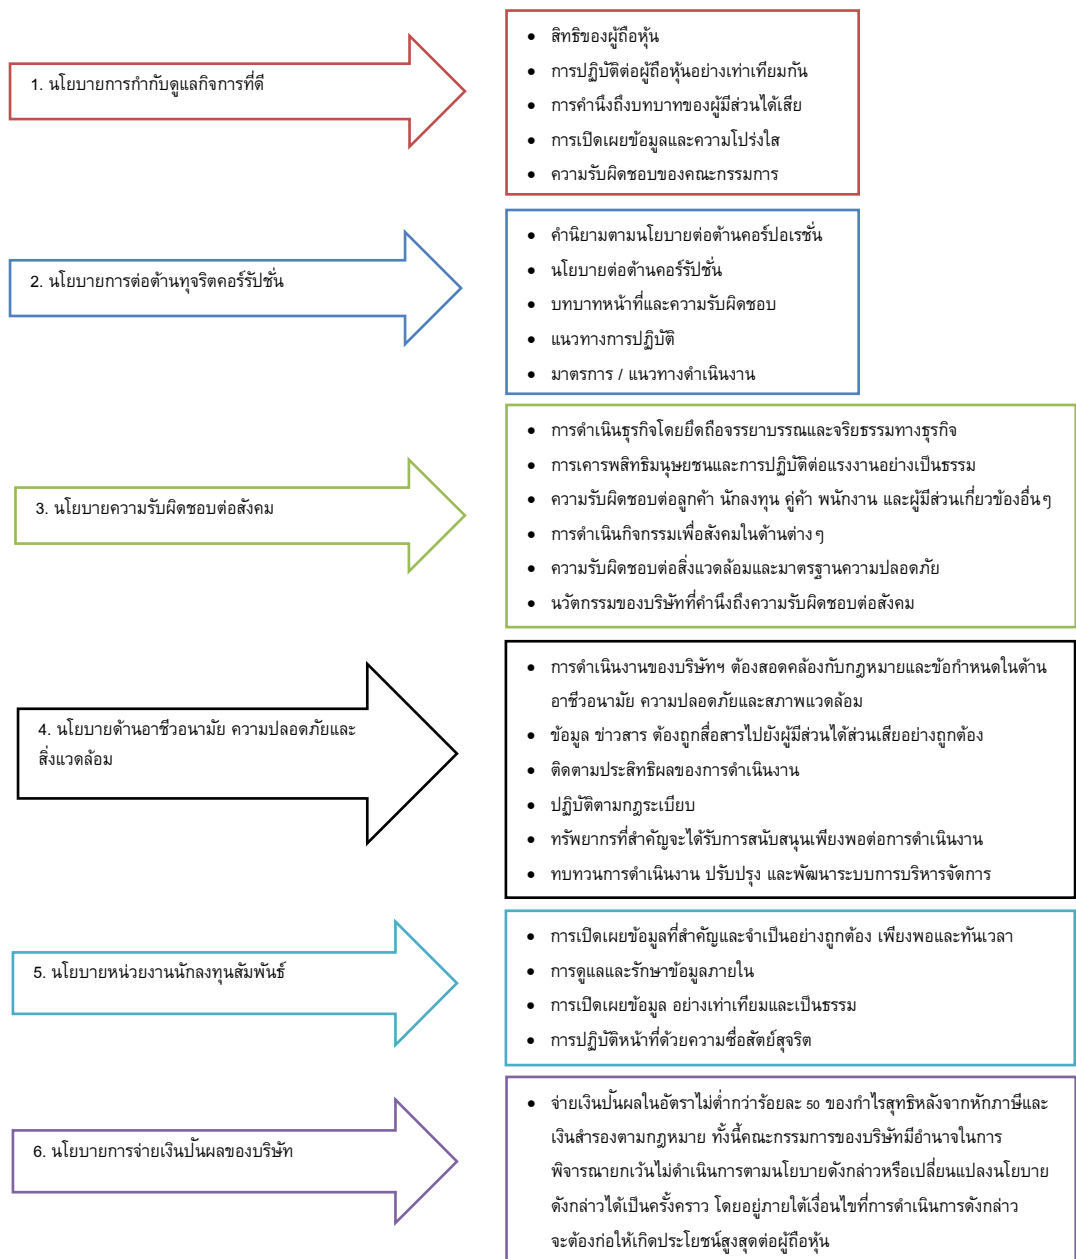 1. นโยบายการกำกับดูแลกิจการที่ดี
• สิทธิของผู้ถือหุ้น
• การปฏิบัติต่อผู้ถือหุ้นอย่างเท่าเทียมกัน
• การคำนึงถึงบทบาทของผู้มีส่วนได้เสีย
• การเปิดเผยข้อมูลและความโปร่งใส
• ความรับผิดชอบของคณะกรรมการ
2. นโยบายการต่อต้านทุจริตคอร์รัปชั่น
• คำนิยามตามนโยบายต่อต้านคอร์ปอเรชั่น
• นโยบายต่อต้านคอร์รัปชั่น
• บทบาทหน้าที่และความรับผิดชอบ
• แนวทางการปฏิบัติ
• มาตรการ / แนวทางดำเนินงาน
3. นโยบายความรับผิดชอบต่อสังคม
• การดำเนินธุรกิจโดยยึดถือจรรยาบรรณและจริยธรรมทางธุรกิจ
• การเคารพสิทธิมนุษยชนและการปฏิบัติต่อแรงงานอย่างเป็นธรรม
• ความรับผิดชอบต่อลูกค้า นักลงทุน คู่ค้า พนักงาน และผู้มีส่วนเกี่ยวข้องอื่นๆ
• การดำเนินกิจกรรมเพื่อสังคมในด้านต่างๆ
• ความรับผิดชอบต่อสิ่งแวดล้อมและมาตรฐานความปลอดภัย
• นวัตกรรมของบริษัทที่คำนึงถึงความรับผิดชอบต่อสังคม
4. นโยบายด้านอาชีวอนามัย ความปลอดภัยและ
สิ่งแวดล้อม
• การดำเนินงานของบริษัทฯ ต้องสอดคล้องกับกฎหมายและข้อกำหนดในด้าน
อาชีวอนามัย ความปลอดภัยและสภาพแวดล้อม
• ข้อมูล ข่าวสาร ต้องถูกสื่อสารไปยังผู้มีส่วนได้ส่วนเสียอย่างถูกต้อง
• ติดตามประสิทธิผลของการดำเนินงาน
• ปฏิบัติตามกฎระเบียบ
• ทรัพยากรที่สำคัญจะได้รับการสนับสนุนเพียงพอต่อการดำเนินงาน
• ทบทวนการดำเนินงาน ปรับปรุง และพัฒนาระบบการบริหารจัดการ
5. นโยบายหน่วยงานนักลงทุนสัมพันธ์
• การเปิดเผยข้อมูลที่สำคัญและจำเป็นอย่างถูกต้อง เพียงพอและทันเวลา
• การดูแลและรักษาข้อมูลภายใน
• การเปิดเผยข้อมูล อย่างเท่าเทียมและเป็นธรรม
• การปฏิบัติหน้าที่ด้วยความซื่อสัตย์สุจริต
6. นโยบายการจ่ายเงินปันผลของบริษัท
• จ่ายเงินปันผลในอัตราไม่ต่ำกว่าร้อยละ 50 ของกำไรสุทธิหลังจากหักภาษีและ
เงินสำรองตามกฎหมาย ทั้งนี้คณะกรรมการของบริษัทมีอำนาจในการ
พิจารณายกเว้นไม่ดำเนินการตามนโยบายดังกล่าวหรือเปลี่ยนแปลงนโยบาย
ดังกล่าวได้เป็นครั้งคราว โดยอยู่ภายใต้เงื่อนไขที่การดำเนินการดังกล่าว
จะต้องก่อให้เกิดประโยชน์สูงสุดต่อผู้ถือหุ้น